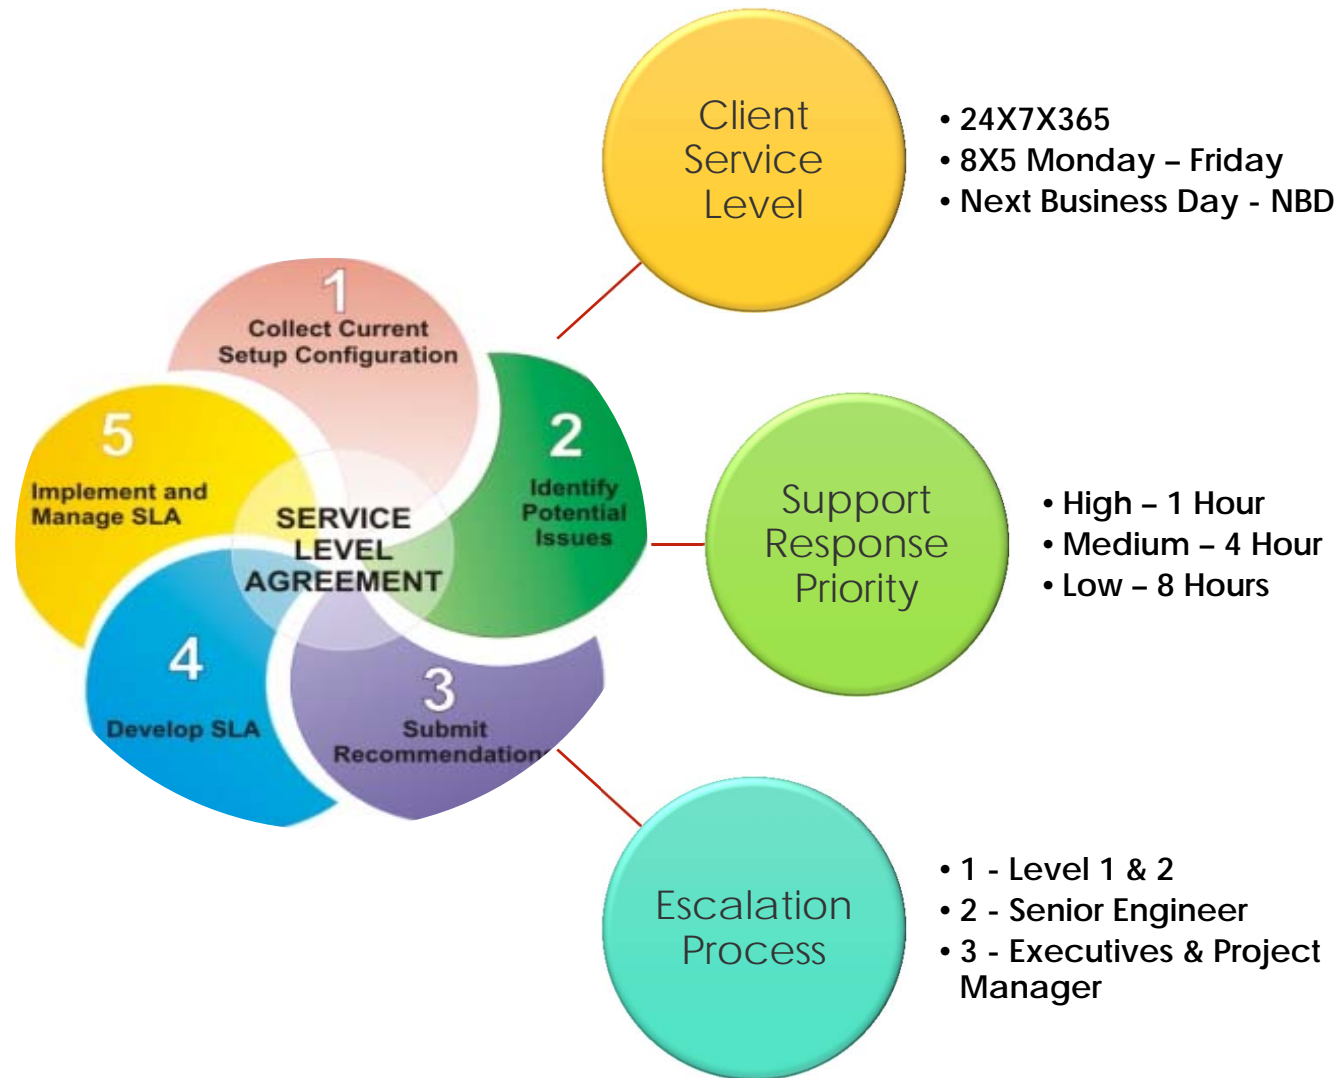 1
Collect Current
Setup Configuration
2
Identify
Potential
Issues
3
Submit
Recommendations
4
Develop SLA
5
Implement and
Manage SLA
SERVICE
LEVEL
AGREEMENT
Client
Service
Level
• 24X7X365
• 8X5 Monday – Friday
• Next Business Day - NBD
Support
Response
Priority
• High – 1 Hour
• Medium – 4 Hour
• Low – 8 Hours
Escalation
Process
• 1 - Level 1 & 2
• 2 - Senior Engineer
• 3 - Executives & Project
Manager